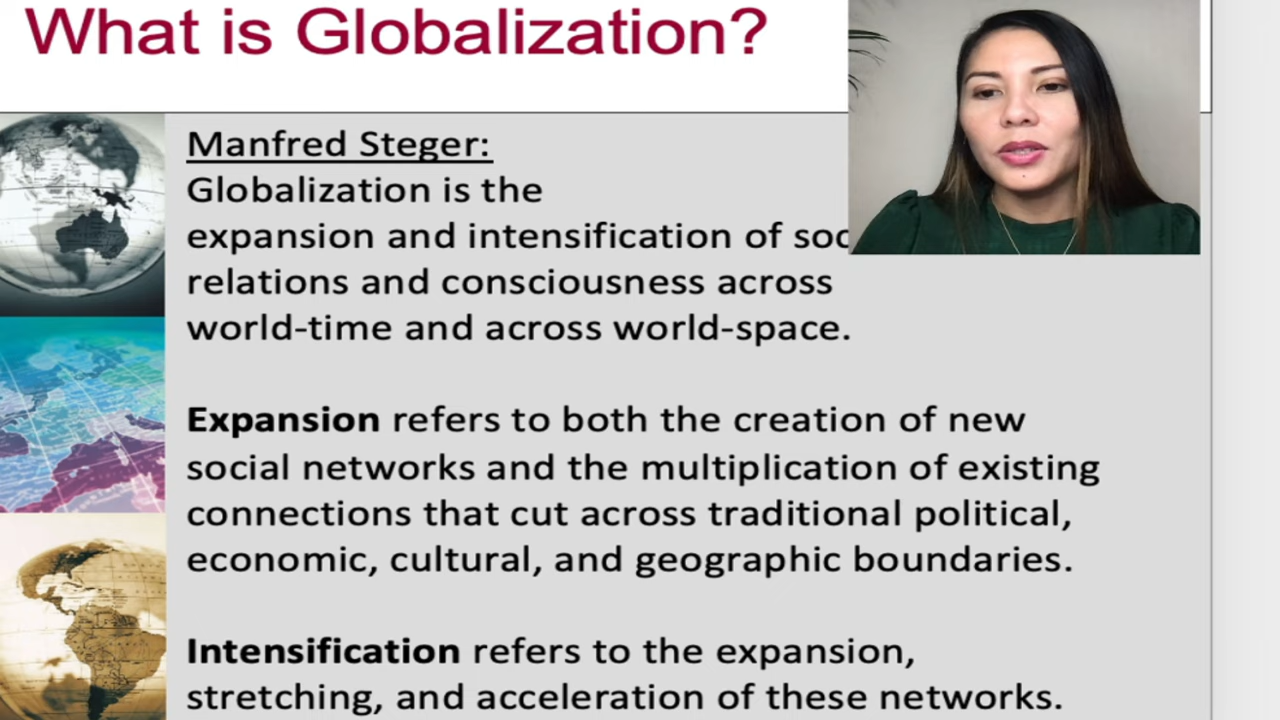 What is Globalization?
Manfred Steger:
Globalization is the
expansion and intensification of
relations and consciousness across
world-time and across world-space.
Expansion refers to both the creation of new
social networks and the multiplication of existing
connections that cut across traditional political,
economic, cultural, and geographic boundaries.
Intensification refers to the expansion,
stretching, and acceleration of these networks.